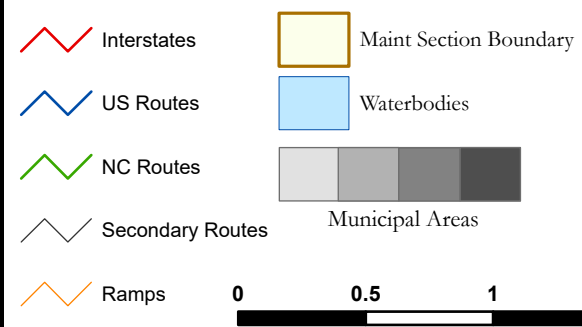 Interstates
US Routes
NC Routes
Secondary Routes
Ramps
Maint Section Boundary
Waterbodies
Municipal Areas
0 0.5 1